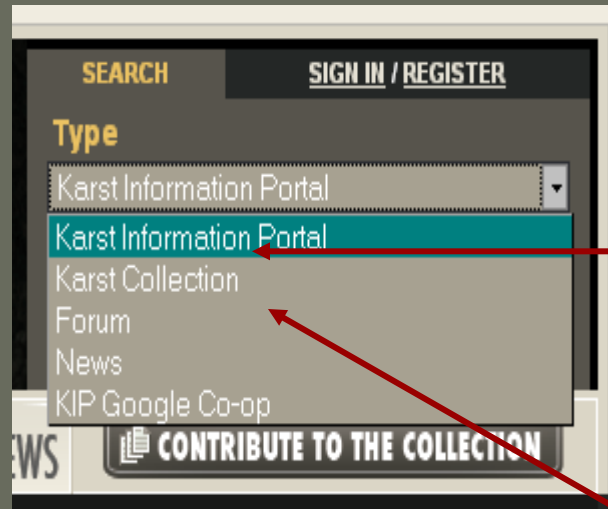 SEARCH SIGN IN / REGISTER
Type
Karst Information Portal
Karst Information Portal
Karst Collection
Forum
News
KIP Google Co-op
EWS CONTRIBUTE TO THE COLLECTION